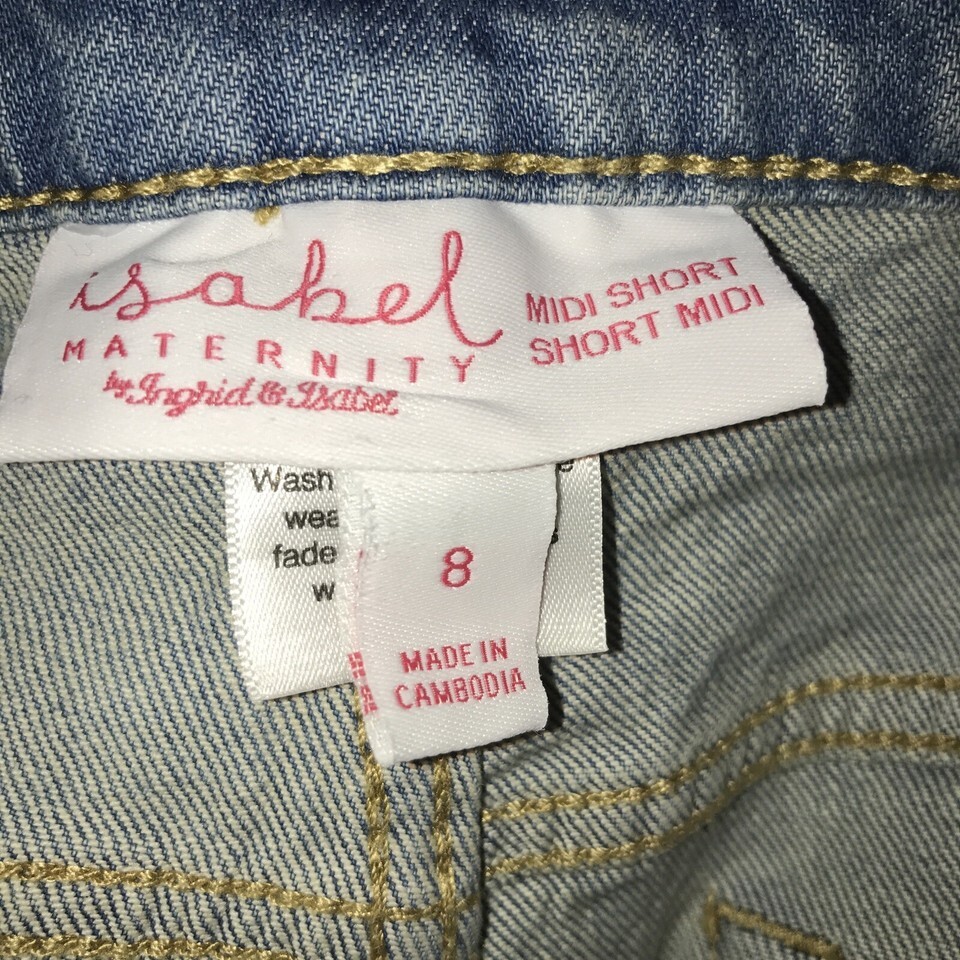 isabel
MATERNITY
by Ingrid & Isabel
MIDI SHORT
SHORT MIDI
Wash
wea
fade
w
8
MADE IN
CAMBODIA